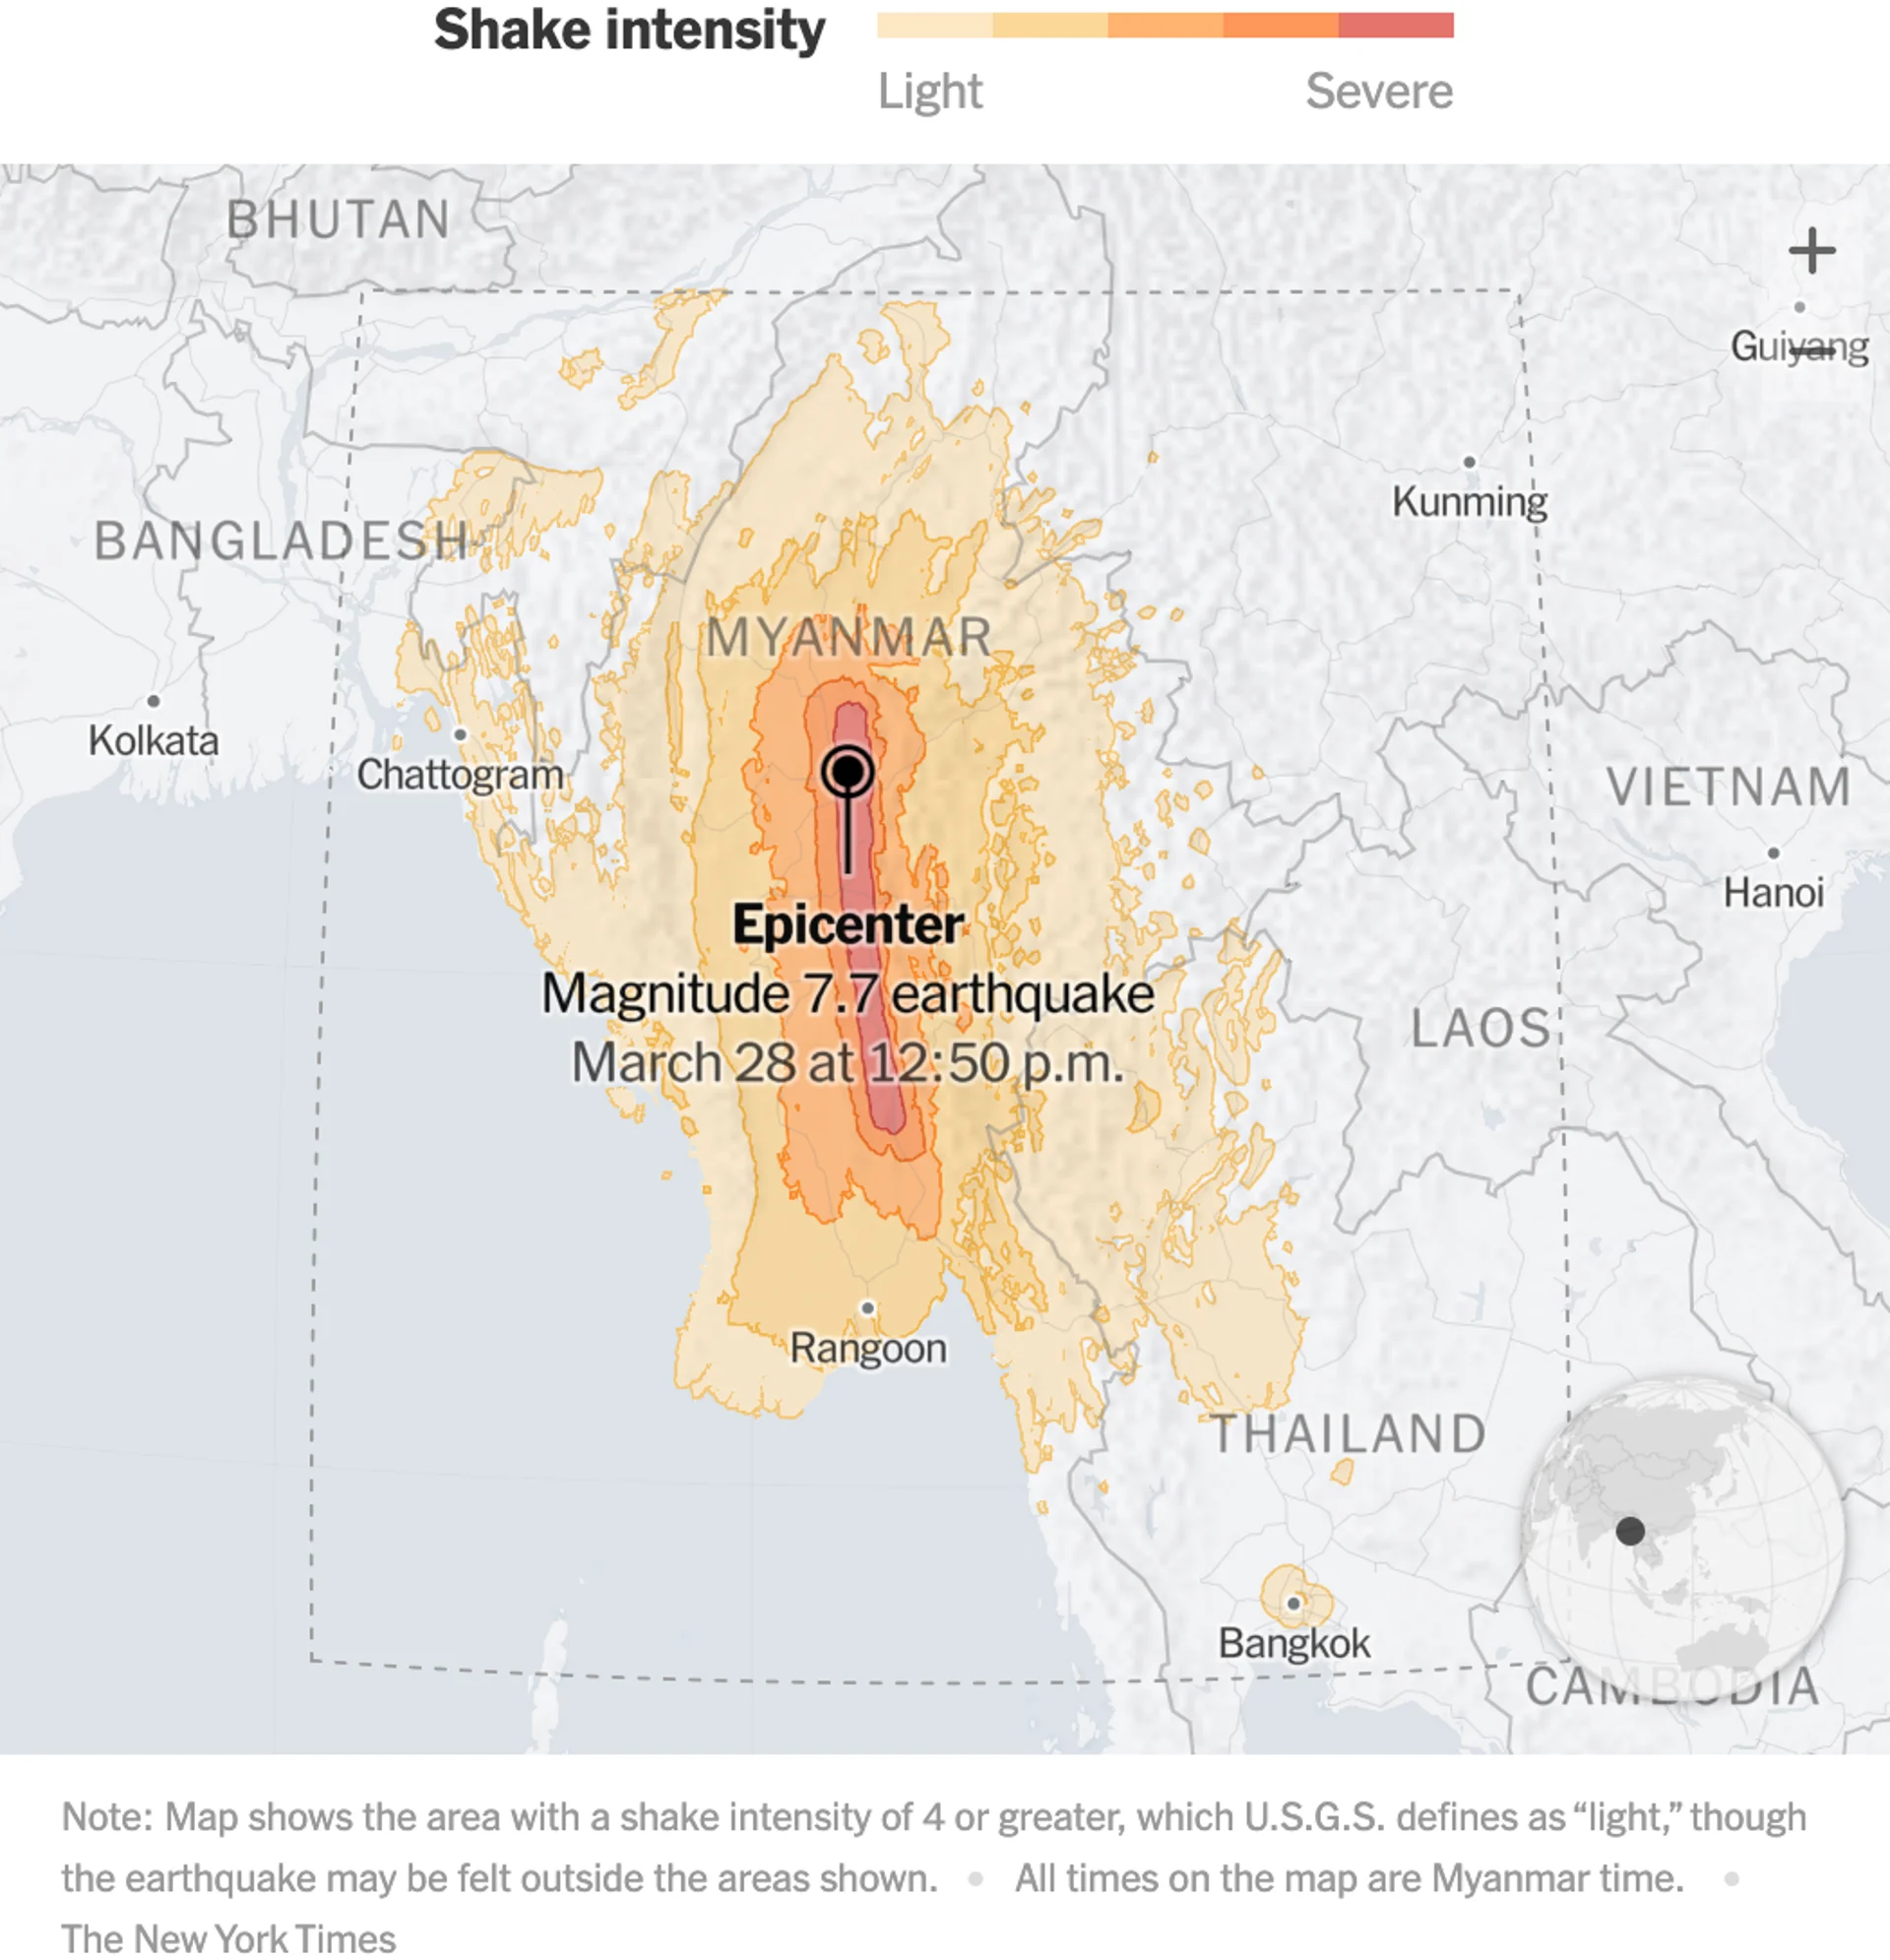 Shake intensity
Light
Severe
BHUTAN
+
Guiyang
Kunming
BANGLADESH
MYANMAR
Kolkata
Chattogram
VIETNAM
Hanoi
Epicenter
Magnitude 7.7 earthquake
March 28 at 12:50 p.m.
LAOS
Rangoon
THAILAND
Bangkok
CAMBODIA
Note: Map shows the area with a shake intensity of 4 or greater, which U.S.G.S. defines as “light,” though
the earthquake may be felt outside the areas shown. • All times on the map are Myanmar time. •
The New York Times